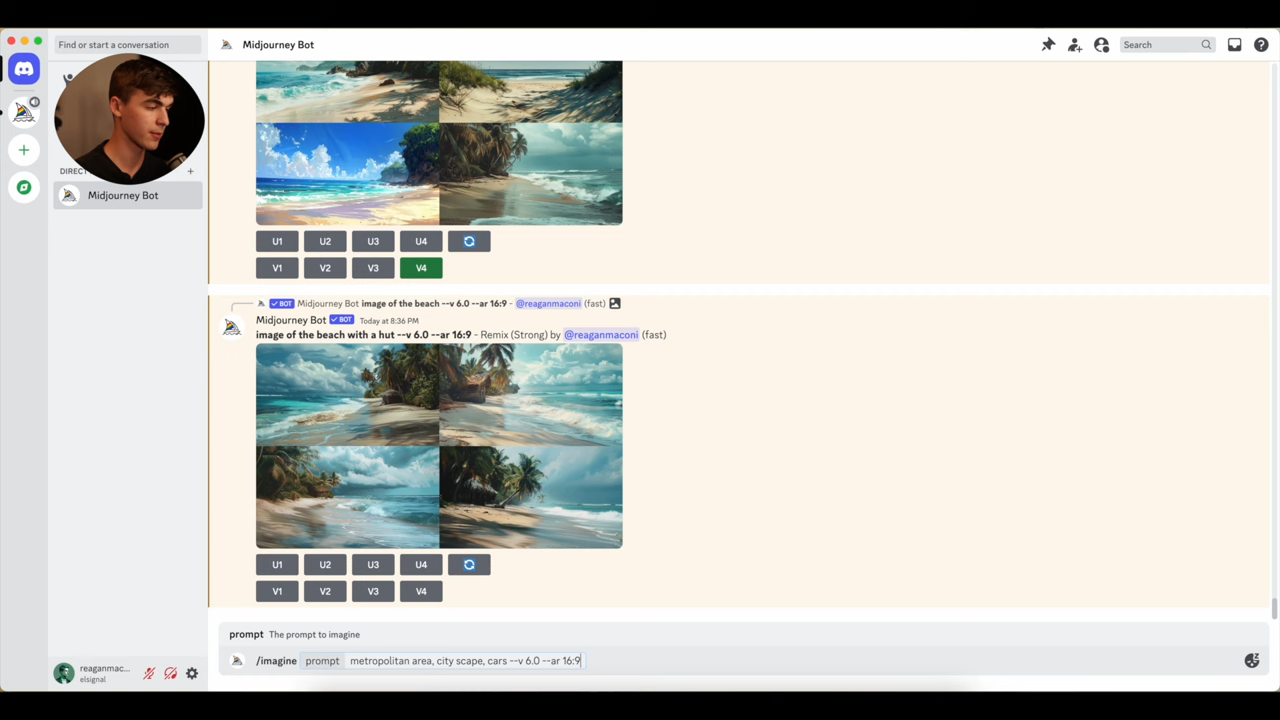 Find or start a conversation
Midjourney Bot
Search
DIRECT
Midjourney Bot
U1 U2 U3 U4
V1 V2 V3 V4
BOT Midjourney Bot image of the beach --v 6.0 --ar 16:9 - @reaganmaconi (fast)
Midjourney Bot BOT Today at 8:36 PM
image of the beach with a hut --v 6.0 --ar 16:9 - Remix (Strong) by @reaganmaconi (fast)
U1 U2 U3 U4
V1 V2 V3 V4
prompt The prompt to imagine
/imagine prompt metropolitan area, city scape, cars --v 6.0 --ar 16:9
reaganmac...
elsignal